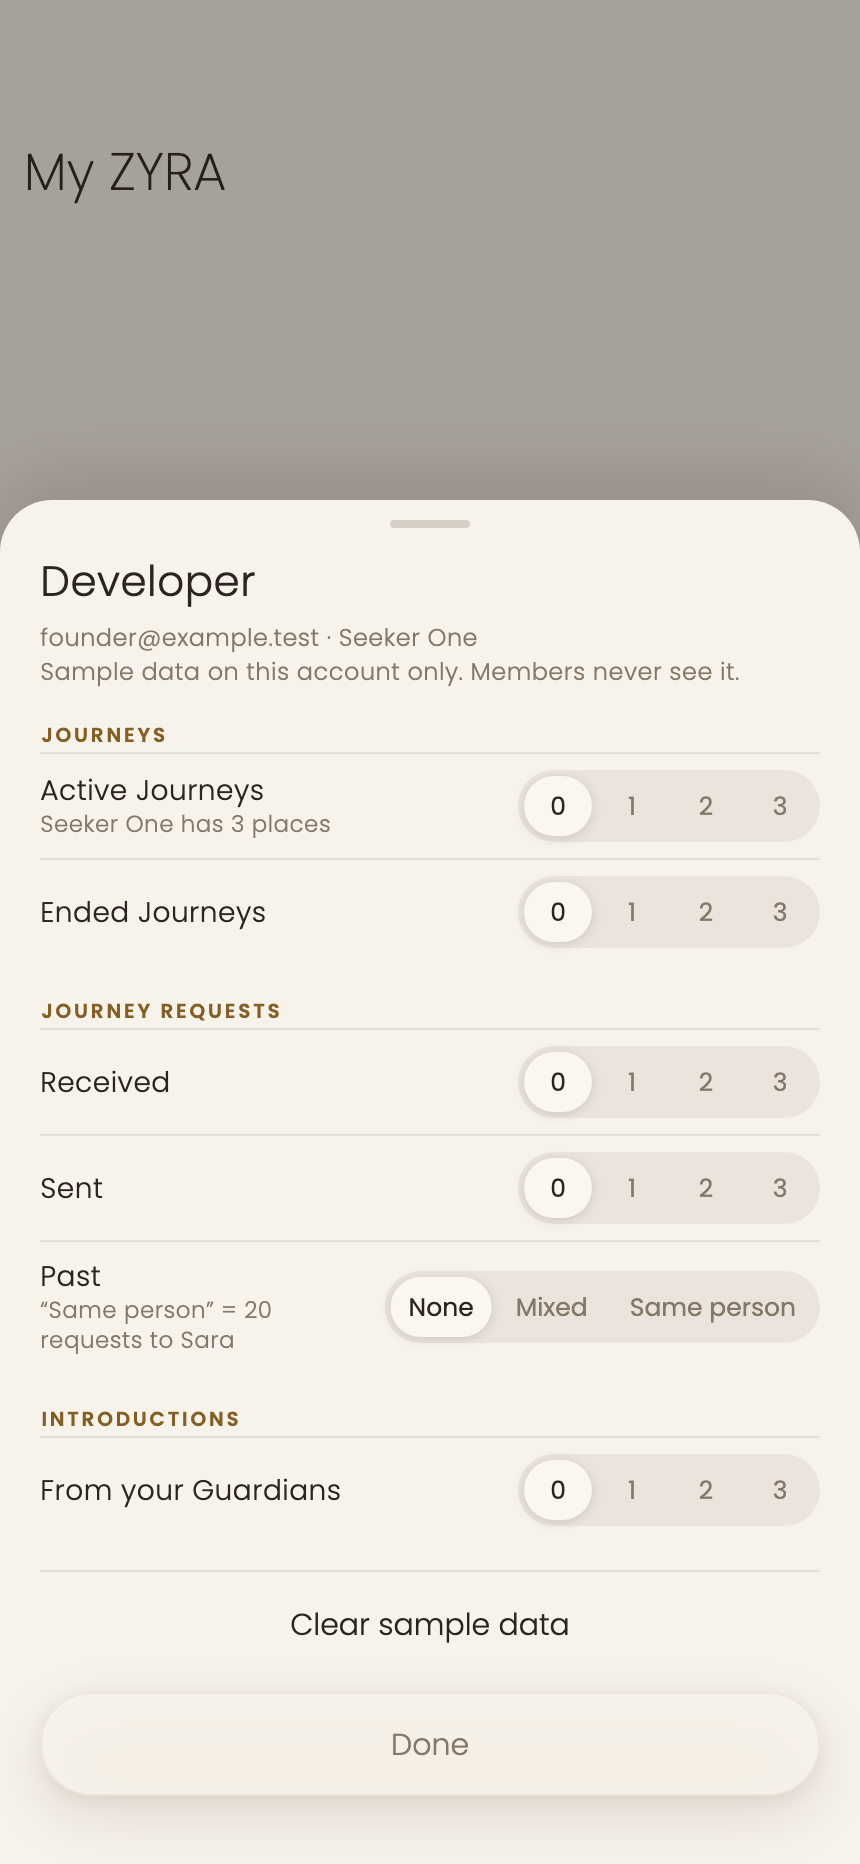 My ZYRA
Developer
founder@example.test · Seeker One
Sample data on this account only. Members never see it.
JOURNEYS
Active Journeys
Seeker One has 3 places
0 1 2 3
Ended Journeys
0 1 2 3
JOURNEY REQUESTS
Received
0 1 2 3
Sent
0 1 2 3
Past
“Same person” = 20
requests to Sara
None Mixed Same person
INTRODUCTIONS
From your Guardians
0 1 2 3
Clear sample data
Done